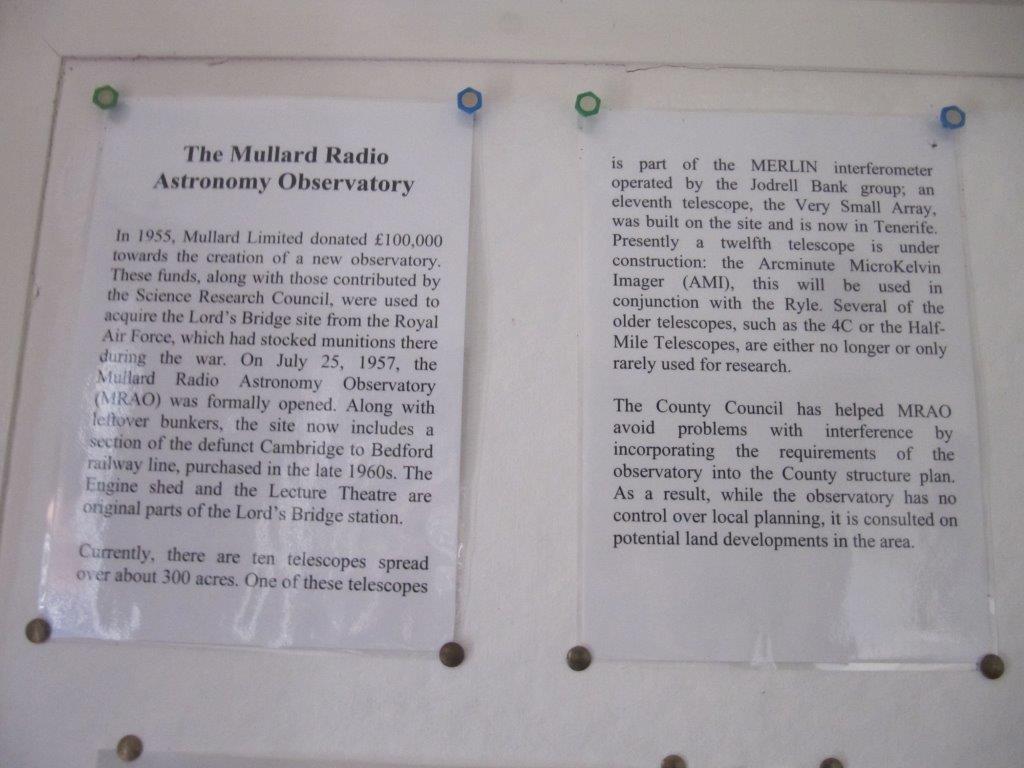 The Mullard Radio
Astronomy Observatory
In 1955, Mullard Limited donated £100,000
towards the creation of a new observatory.
These funds, along with those contributed by
the Science Research Council, were used to
acquire the Lord's Bridge site from the Royal
Air Force, which had stocked munitions there
during the war. On July 25, 1957, the
Mullard Radio Astronomy Observatory
(MRAO) was formally opened. Along with
leftover bunkers, the site now includes a
section of the defunct Cambridge to Bedford
railway line, purchased in the late 1960s. The
Engine shed and the Lecture Theatre are
original parts of the Lord's Bridge station.
Currently, there are ten telescopes spread
over about 300 acres. One of these telescopes
is part of the MERLIN interferometer
operated by the Jodrell Bank group; an
eleventh telescope, the Very Small Array,
was built on the site and is now in Tenerife.
Presently a twelfth telescope is under
construction: the Arcminute MicroKelvin
Imager (AMI), this will be used in
conjunction with the Ryle. Several of the
older telescopes, such as the 4C or the Half-
Mile Telescopes, are either no longer or only
rarely used for research.
The County Council has helped MRAO
avoid problems with interference by
incorporating the requirements of the
observatory into the County structure plan.
As a result, while the observatory has no
control over local planning, it is consulted on
potential land developments in the area.